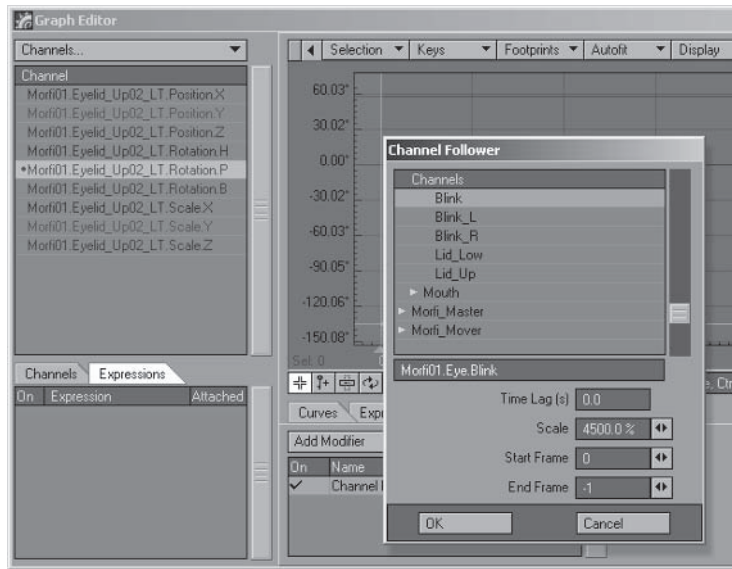 Graph Editor
Channels...
Selection
Keys
Footprints
Autofit
Display
Channel
Morfi01.Eyelid_Up02_LT.Position.X
Morfi01.Eyelid_Up02_LT.Position.Y
Morfi01.Eyelid_Up02_LT.Position.Z
Morfi01.Eyelid_Up02_LT.Rotation.H
Morfi01.Eyelid_Up02_LT.Rotation.P
Morfi01.Eyelid_Up02_LT.Rotation.B
Morfi01.Eyelid_Up02_LT.Scale.X
Morfi01.Eyelid_Up02_LT.Scale.Y
Morfi01.Eyelid_Up02_LT.Scale.Z
60.03°
30.02°
0.00°
-30.02°
-60.03°
-90.05°
-120.06°
-150.08°
Sel: 0
Channel Follower
Channels
Blink
Blink_L
Blink_R
Lid_Low
Lid_Up
Mouth
Morfi_Master
Morfi_Mover
Morfi01.Eye.Blink
Time Lag (s) 0.0
Scale 4500.0 %
Start Frame 0
End Frame -1
OK
Cancel
Channels
Expressions
On Expression Attached
Curves
Add Modifier
On Name
Channel